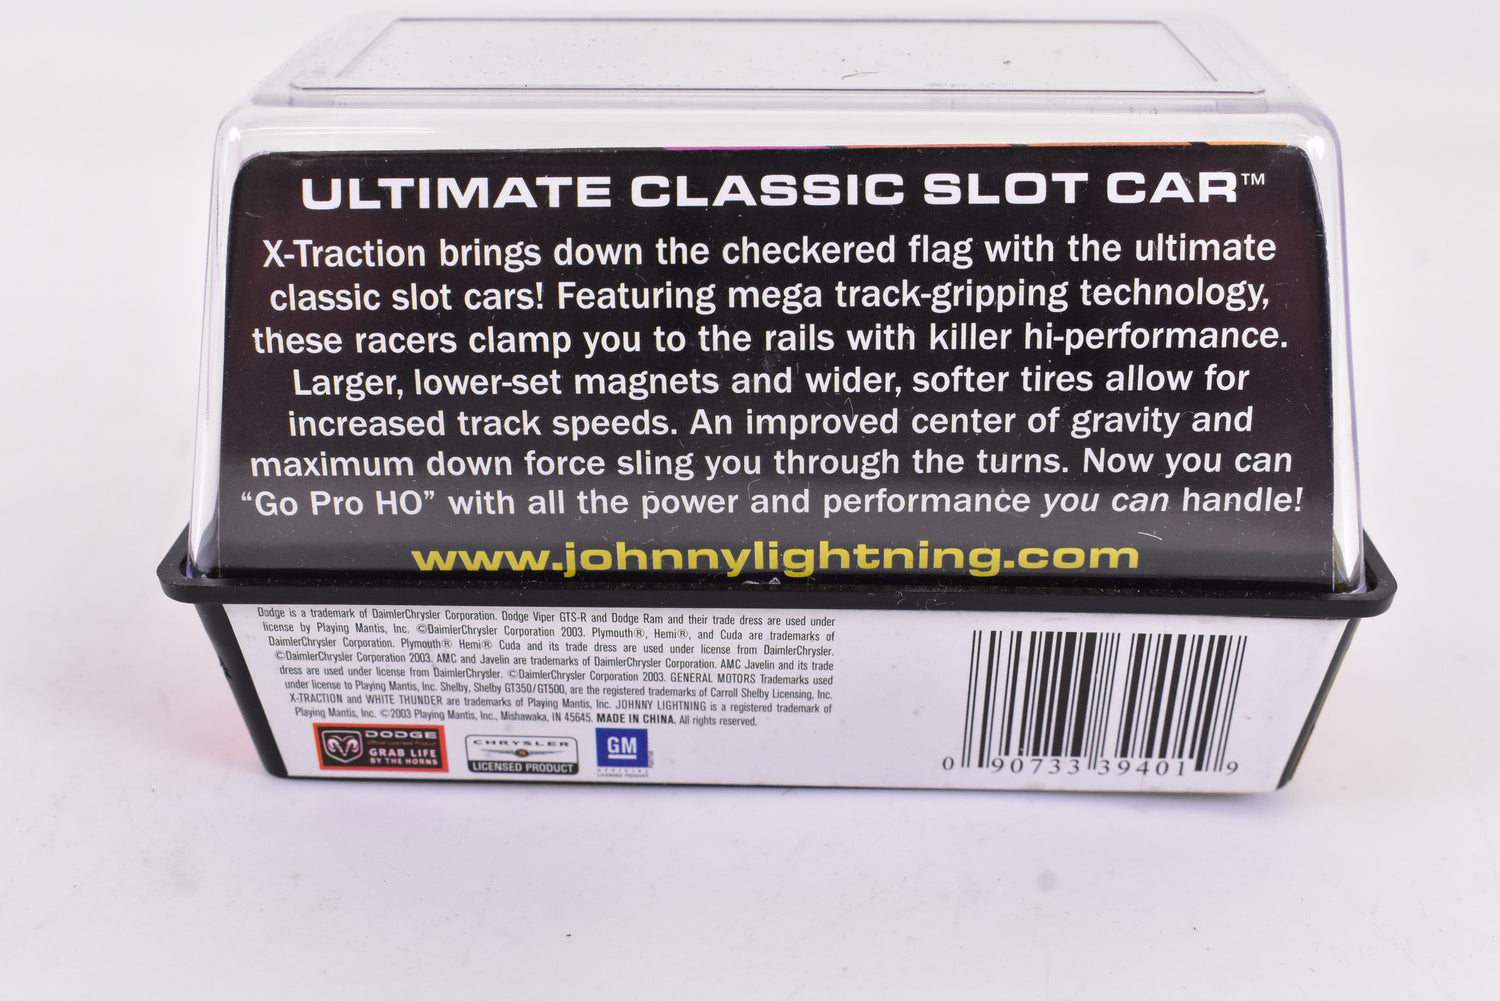 ULTIMATE CLASSIC SLOT CAR™
X-Traction brings down the checkered flag with the ultimate
classic slot cars! Featuring mega track-gripping technology,
these racers clamp you to the rails with killer hi-performance.
Larger, lower-set magnets and wider, softer tires allow for
increased track speeds. An improved center of gravity and
maximum down force sling you through the turns. Now you can
“Go Pro HO” with all the power and performance you can handle!
www.johnnylightning.com
Dodge is a trademark of DaimlerChrysler Corporation. Dodge Viper GTS-R and Dodge Ram and their trade dress are used under
license by Playing Mantis, Inc. ©DaimlerChrysler Corporation 2003. Plymouth®, Hemi®, and Cuda are trademarks of
DaimlerChrysler Corporation. Plymouth® Hemi® Cuda and its trade dress are used under license from DaimlerChrysler.
©DaimlerChrysler Corporation 2003. AMC and Javelin are trademarks of DaimlerChrysler Corporation. AMC Javelin and its trade
dress are used under license from DaimlerChrysler. ©DaimlerChrysler Corporation 2003. GENERAL MOTORS Trademarks used
under license to Playing Mantis, Inc. Shelby, Shelby GT350/GT500, are the registered trademarks of Carroll Shelby Licensing, Inc.
X-TRACTION and WHITE THUNDER are trademarks of Playing Mantis, Inc. JOHNNY LIGHTNING is a registered trademark of
Playing Mantis, Inc. ©2003 Playing Mantis, Inc., Mishawaka, IN 45645. MADE IN CHINA. All rights reserved.
DODGE
GRAB LIFE
BY THE HORNS
CHRYSLER
LICENSED PRODUCT
GM
OFFICIAL
LICENSED PRODUCT
0 90733 39401 9